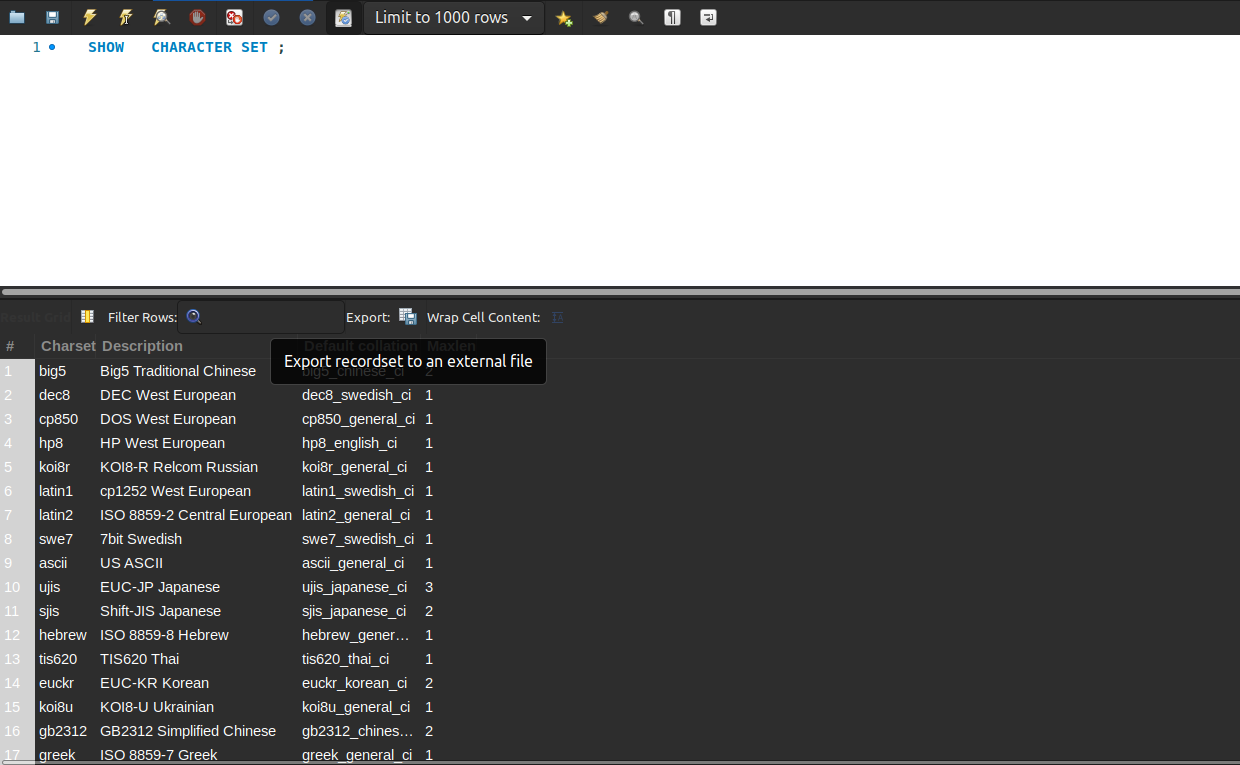 Limit to 1000 rows
1 SHOW CHARACTER SET ;
Result Grid Filter Rows: Export: Wrap Cell Content:
# Charset Description Default collation Maxlen
Export recordset to an external file
1 big5 Big5 Traditional Chinese big5_chinese_ci 2
2 dec8 DEC West European dec8_swedish_ci 1
3 cp850 DOS West European cp850_general_ci 1
4 hp8 HP West European hp8_english_ci 1
5 koi8r KOI8-R Relcom Russian koi8r_general_ci 1
6 latin1 cp1252 West European latin1_swedish_ci 1
7 latin2 ISO 8859-2 Central European latin2_general_ci 1
8 swe7 7bit Swedish swe7_swedish_ci 1
9 ascii US ASCII ascii_general_ci 1
10 ujis EUC-JP Japanese ujis_japanese_ci 3
11 sjis Shift-JIS Japanese sjis_japanese_ci 2
12 hebrew ISO 8859-8 Hebrew hebrew_gener... 1
13 tis620 TIS620 Thai tis620_thai_ci 1
14 euckr EUC-KR Korean euckr_korean_ci 2
15 koi8u KOI8-U Ukrainian koi8u_general_ci 1
16 gb2312 GB2312 Simplified Chinese gb2312_chines... 2
17 greek ISO 8859-7 Greek greek_general_ci 1